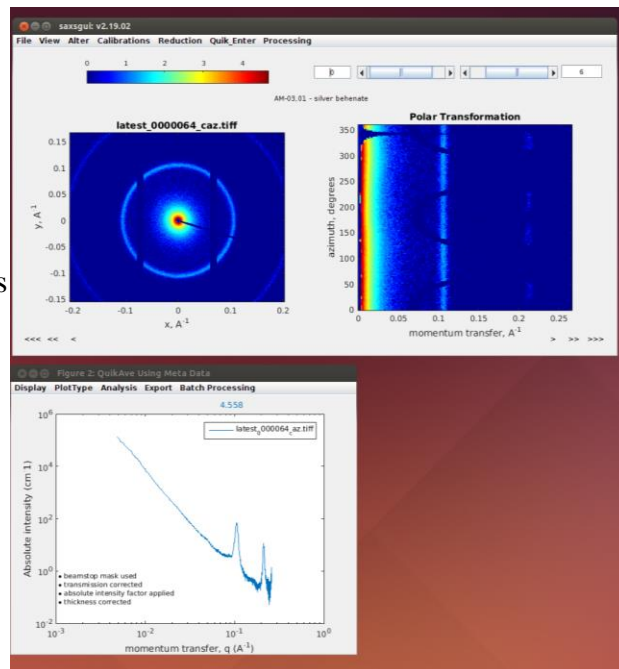 saxsgui: v2.19.02
File View Alter Calibrations Reduction Quik_Enter Processing
0 1 2 3 4
0
6
AH-03.01 - silver behenate
latest_0000064_caz.tiff
0.15
0.1
0.05
0
-0.05
-0.1
-0.15
y, A⁻¹
-0.2 -0.1 0 0.1 0.2
x, A⁻¹
<<< << <
Polar Transformation
350
300
250
200
150
100
50
0
azimuth, degrees
0 0.05 0.1 0.15 0.2 0.25
momentum transfer, A⁻¹
> >> >>>
s
Figure 2: QuikAve Using Meta Data
Display PlotType Analysis Export Batch Processing
4.558
latest_0000064_caz.tiff
10⁶
10⁴
10²
10⁰
10⁻²
Absolute intensity (cm 1)
• beamstop mask used
• transmission corrected
• absolute intensity factor applied
• thickness corrected
10⁻³ 10⁻² 10⁻¹ 10⁰
momentum transfer, q (A⁻¹)